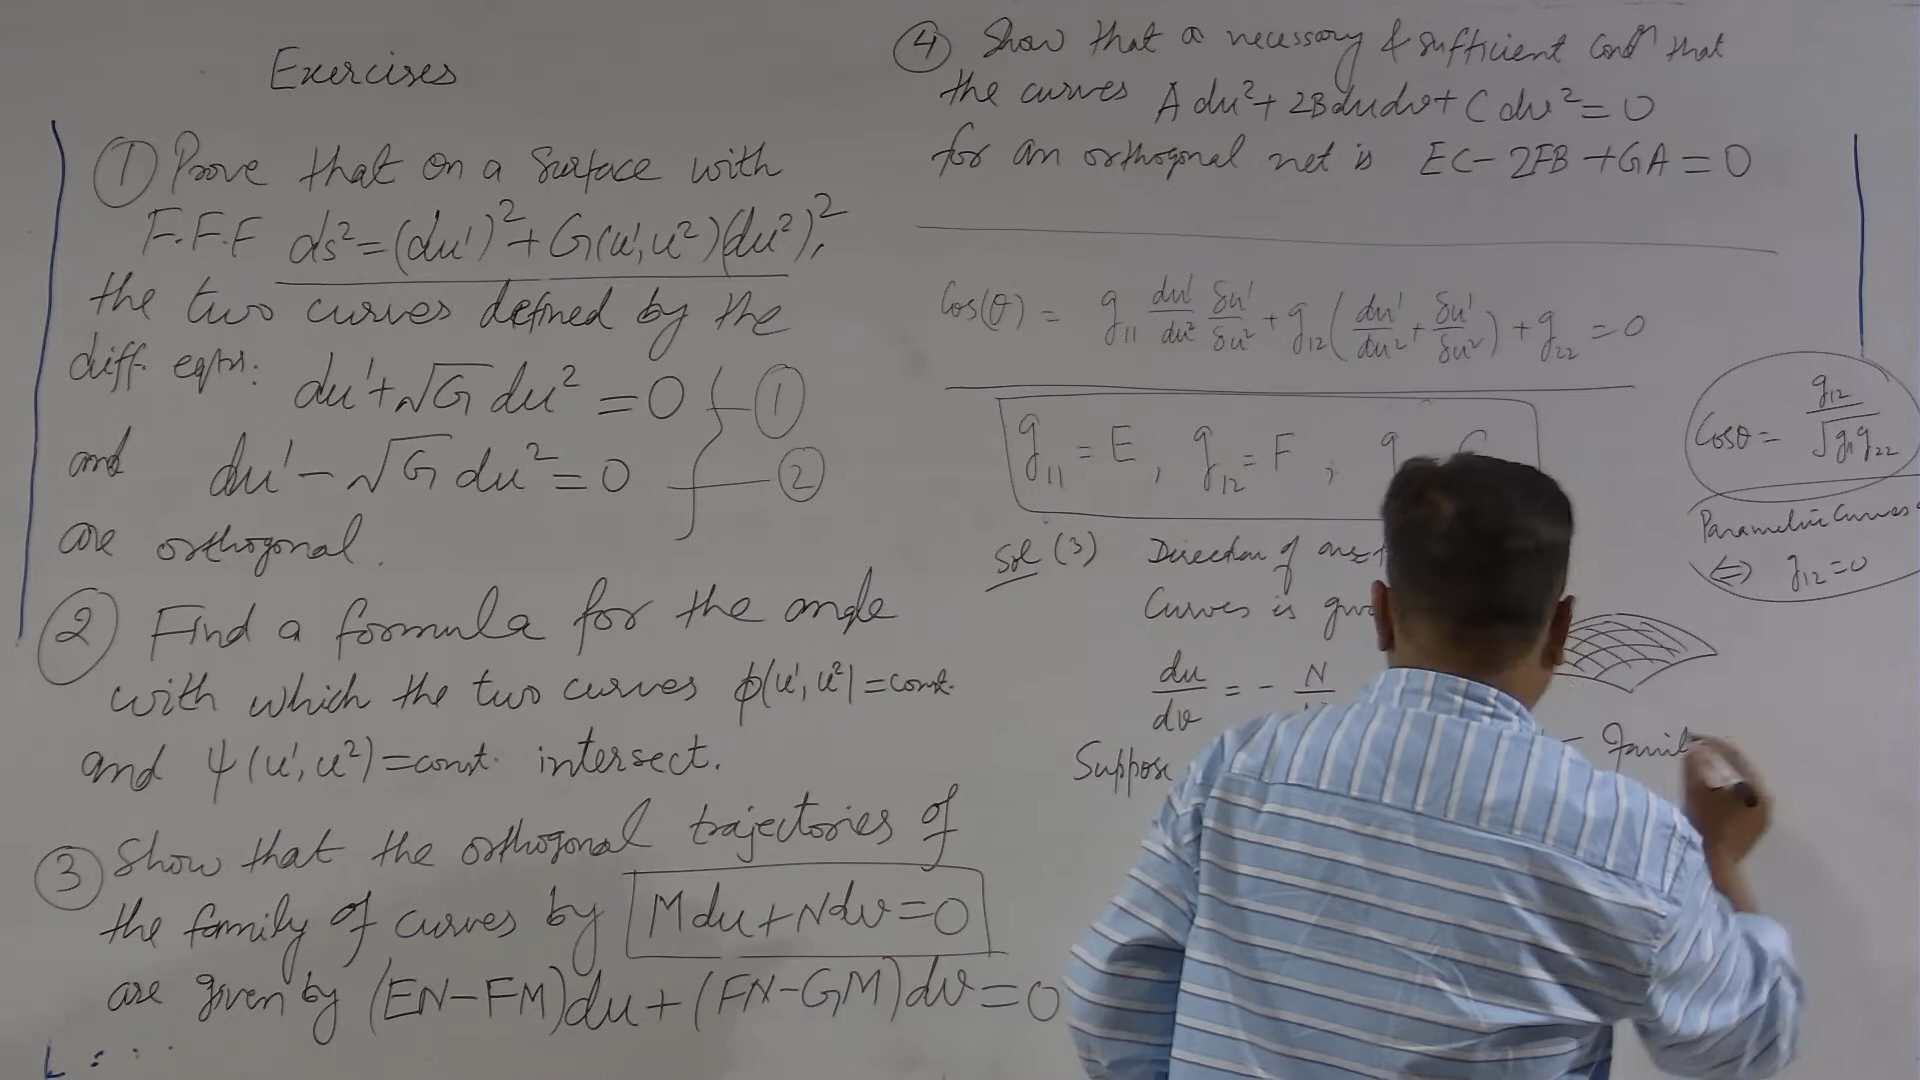 Exercises
① Prove that on a surface with
F.F.F ds² = (du¹)² + G(u¹, u²)(du²)²,
the two curves defined by the
diff. eqns:
du¹ + √G du² = 0 } — ①
and du¹ − √G du² = 0 — ②
are orthogonal.
② Find a formula for the angle
with which the two curves ϕ(u¹, u²) = const.
and ψ(u¹, u²) = const. intersect.
③ Show that the orthogonal trajectories of
the family of curves by Mdu + Ndv = 0
are given by (EN − FM)du + (FN − GM)dv = 0
④ Show that a necessary & sufficient condⁿ that
the curves A du² + 2B du dv + C dv² = 0
for an orthogonal net is EC − 2FB + GA = 0
Cos(θ) = g₁₁ du¹/du² δu¹/δu² + g₁₂(du¹/du² + δu¹/δu²) + g₂₂ = 0
g₁₁ = E, g₁₂ = F, g
Cosθ = g₁₂/√g₁g₂₂
Parametric Curves
⇔ g₁₂ = 0
Sol (3) Direction of
Curves is
du/dv = − N
Suppose